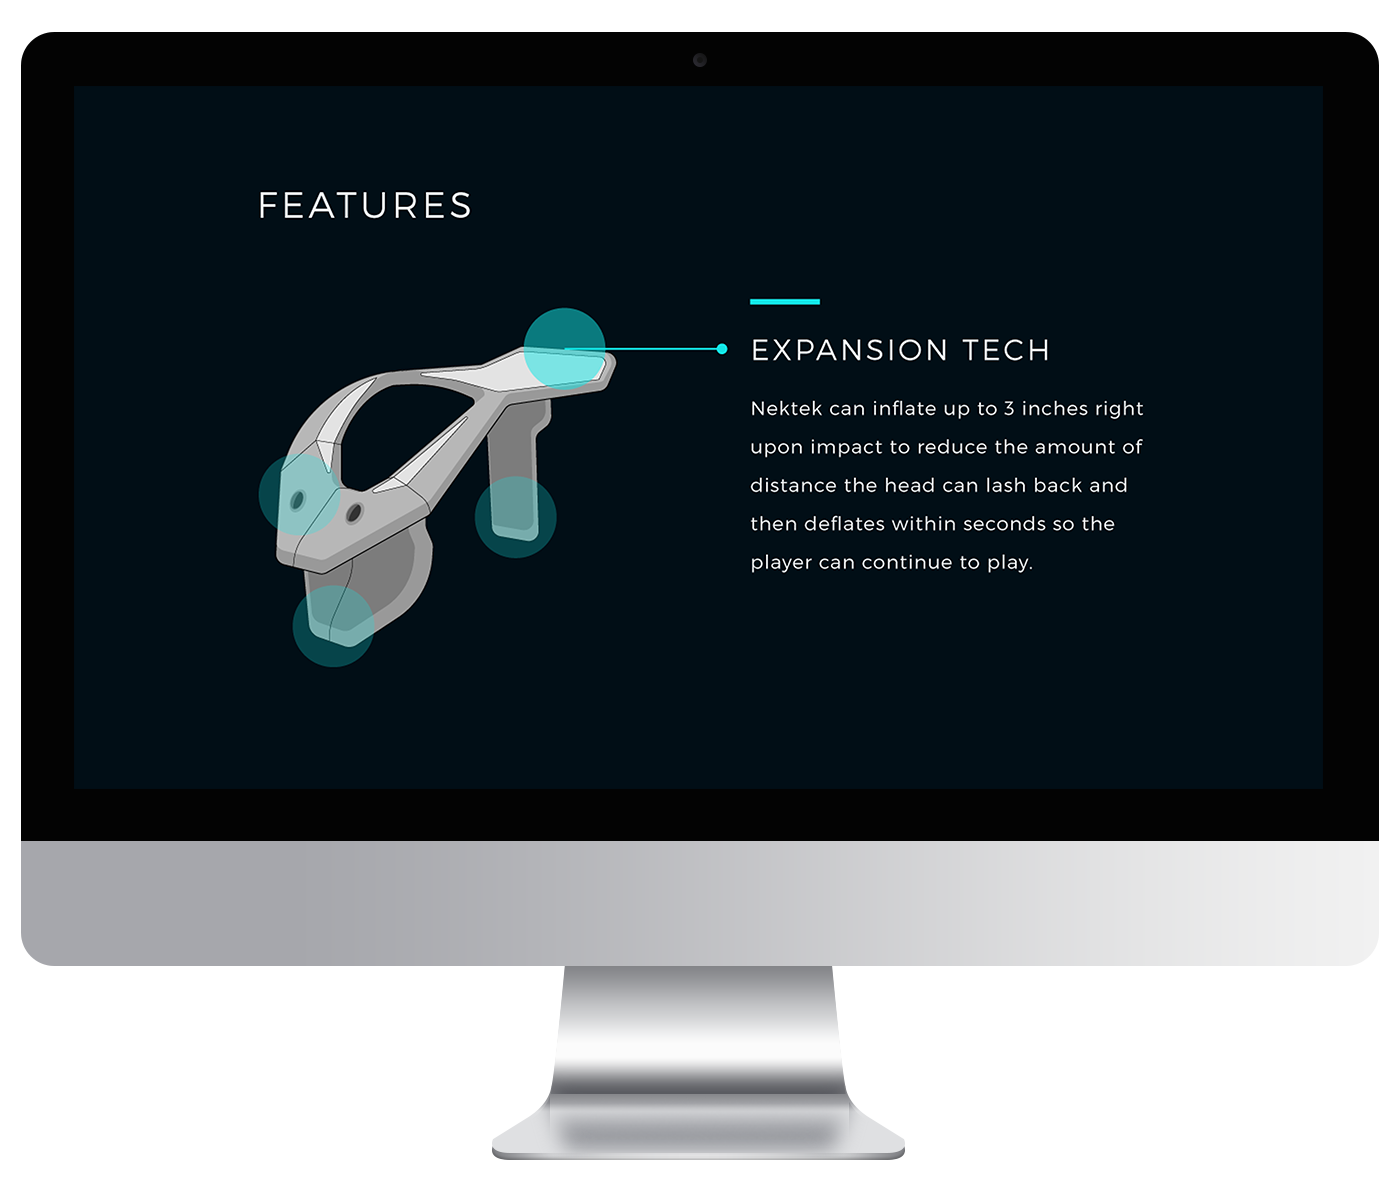 FEATURES
EXPANSION TECH
Nektek can inflate up to 3 inches right
upon impact to reduce the amount of
distance the head can lash back and
then deflates within seconds so the
player can continue to play.